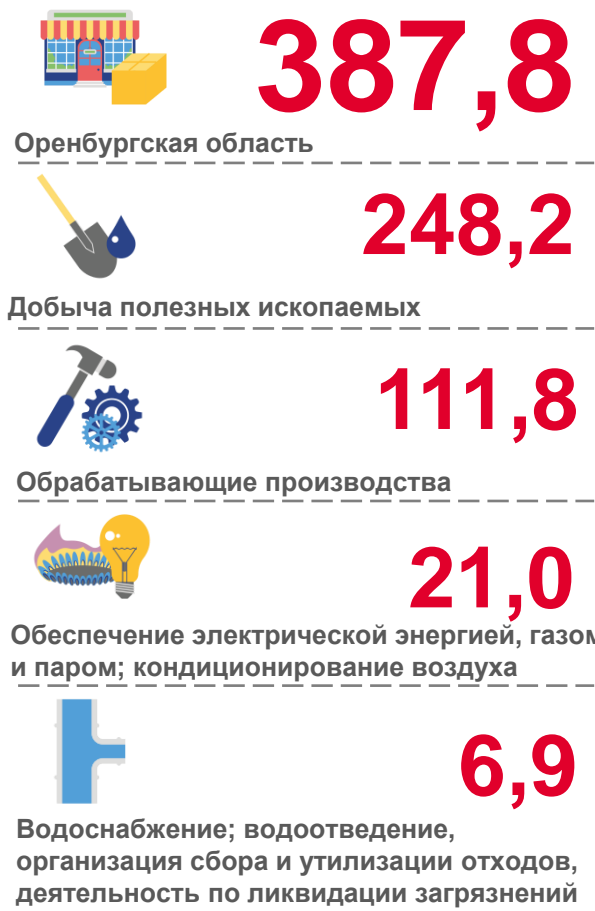 387,8
Оренбургская область
248,2
Добыча полезных ископаемых
111,8
Обрабатывающие производства
21,0
Обеспечение электрической энергией, газом
и паром; кондиционирование воздуха
6,9
Водоснабжение; водоотведение,
организация сбора и утилизации отходов,
деятельность по ликвидации загрязнений